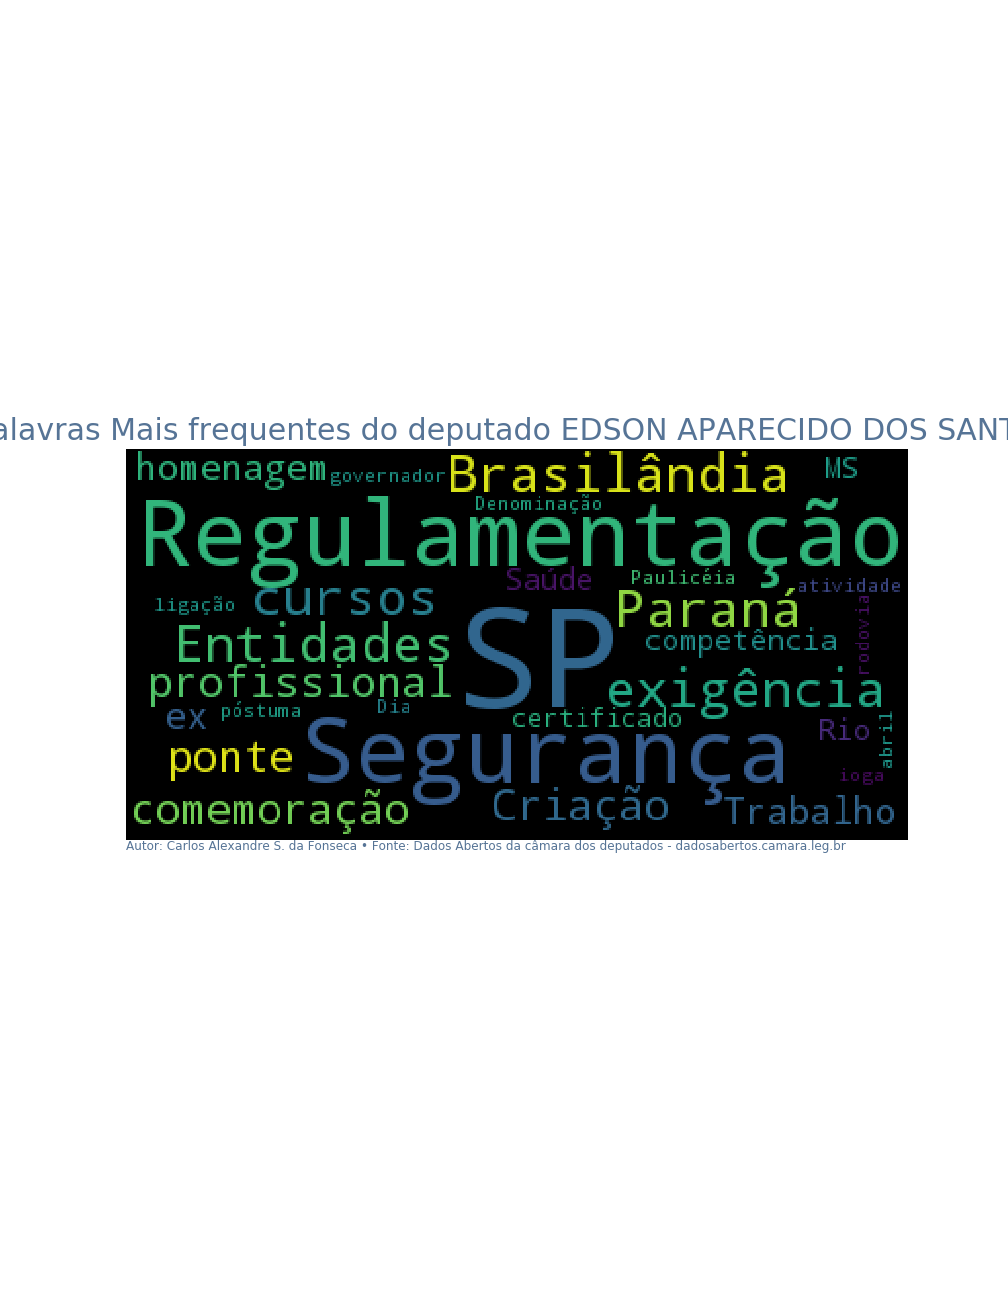 alavras Mais frequentes do deputado EDSON APARECIDO DOS SANT
homenagem
governador
Brasilândia
MS
Denominação
Regulamentação
Saúde
Paulicéia
atividade
ligação
cursos
Paraná
rodovia
Entidades
SP
competência
profissional
exigência
ex
póstuma
Dia
certificado
Rio
abril
ponte
Segurança
ioga
comemoração
Criação
Trabalho
Autor: Carlos Alexandre S. da Fonseca • Fonte: Dados Abertos da câmara dos deputados - dadosabertos.camara.leg.br